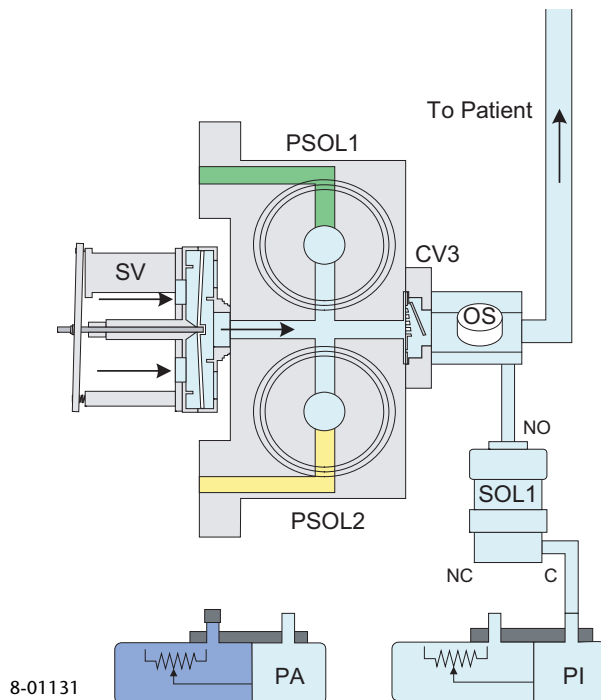 To Patient
PSOL1
CV3
SV
OS
NO
SOL1
PSOL2
NC
C
PA
PI
8-01131